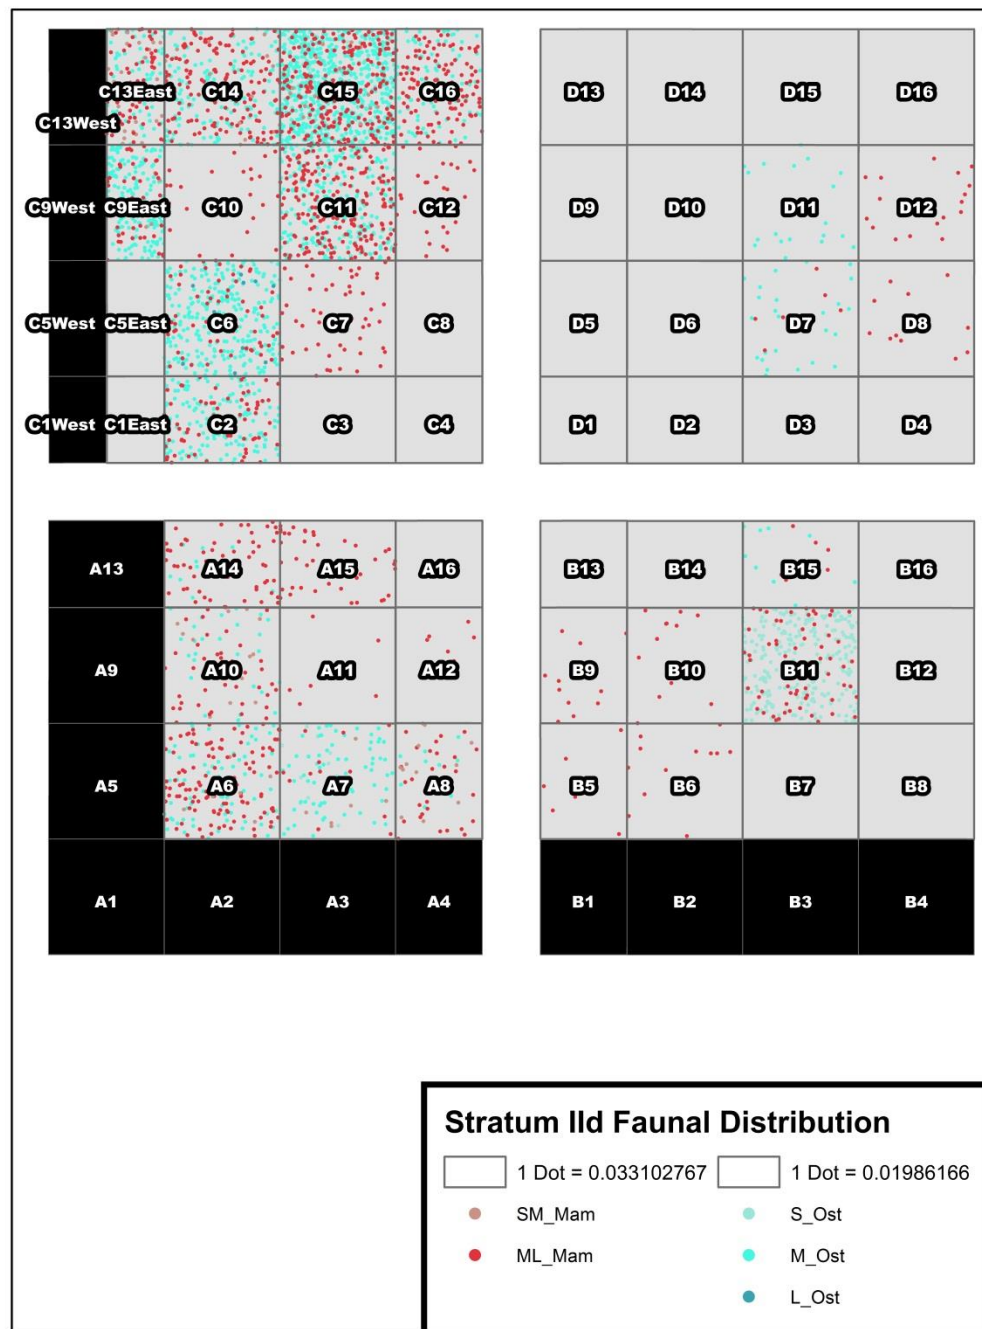 C13East C14 C15 C16
C13West
C9West C9East C10 C11 C12
C5West C5East C6 C7 C8
C1West C1East C2 C3 C4
D13 D14 D15 D16
D9 D10 D11 D12
D5 D6 D7 D8
D1 D2 D3 D4
A13 A14 A15 A16
A9 A10 A11 A12
A5 A6 A7 A8
A1 A2 A3 A4
B13 B14 B15 B16
B9 B10 B11 B12
B5 B6 B7 B8
B1 B2 B3 B4
Stratum IId Faunal Distribution
1 Dot = 0.033102767 1 Dot = 0.01986166
SM_Mam S_Ost
ML_Mam M_Ost
L_Ost